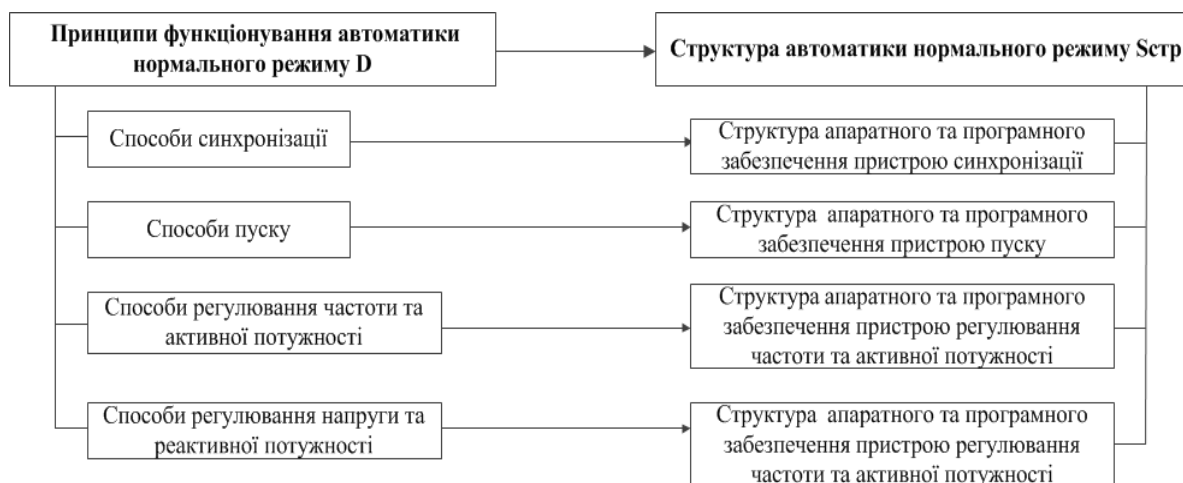 Принципи функціонування автоматики
нормального режиму D
Структура автоматики нормального режиму Sстр
Способи синхронізації
Структура апаратного та програмного
забезпечення пристрою синхронізації
Способи пуску
Структура апаратного та програмного
забезпечення пристрою пуску
Способи регулювання частоти та
активної потужності
Структура апаратного та програмного
забезпечення пристрою регулювання
частоти та активної потужності
Способи регулювання напруги та
реактивної потужності
Структура апаратного та програмного
забезпечення пристрою регулювання
частоти та активної потужності